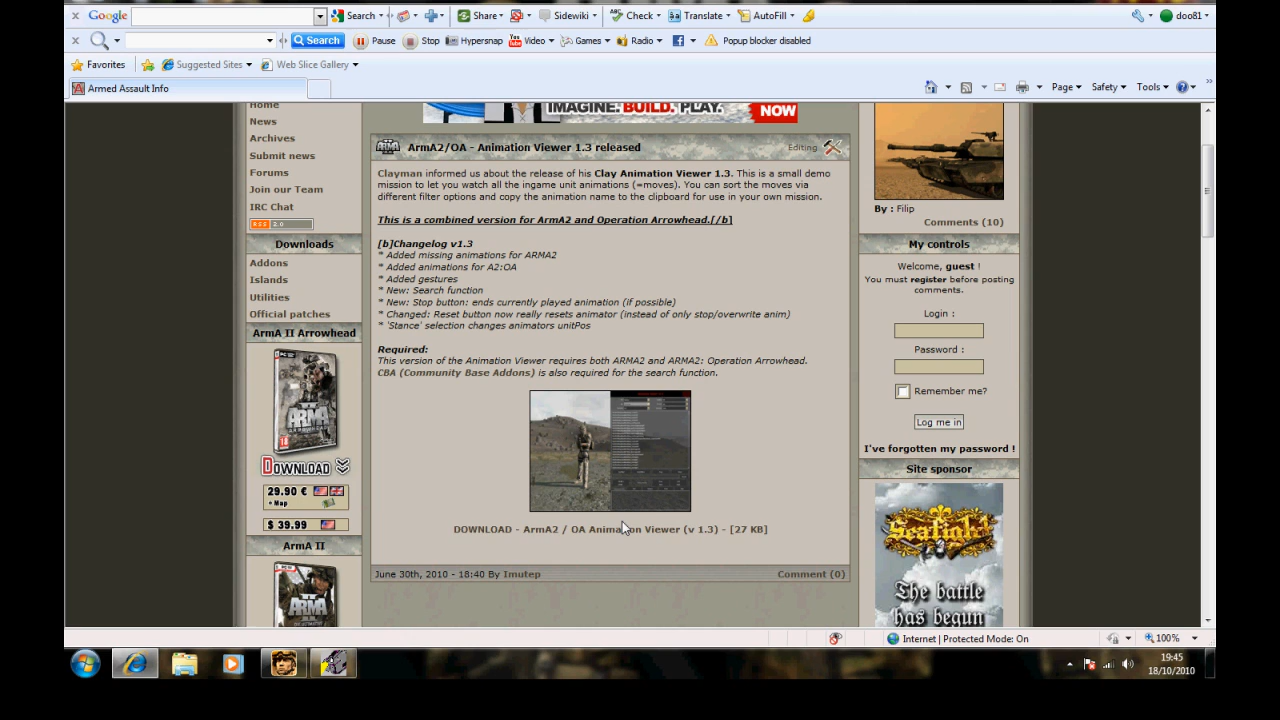 x Google Search Share Sidewiki Check Translate AutoFill doo81
x Search Pause Stop Hypersnap Video Games Radio Popup blocker disabled
Favorites Suggested Sites Web Slice Gallery
Armed Assault Info
Page Safety Tools
Home
News
Archives
Submit news
Forums
Join our Team
IRC Chat
RSS 2.0
Downloads
Addons
Islands
Utilities
Official patches
ArmA II Arrowhead
ARMA
DOWNLOAD
29.90 €
+ Map
$ 39.99
ArmA II
ARMA
IMAGINE. BUILD. PLAY.
NOW
ArmA2/OA - Animation Viewer 1.3 released
Editing
Clayman informed us about the release of his Clay Animation Viewer 1.3. This is a small demo
mission to let you watch all the ingame unit animations (=moves). You can sort the moves via
different filter options and copy the animation name to the clipboard for use in your own mission.
This is a combined version for ArmA2 and Operation Arrowhead.[/b]
[b]Changelog v1.3
* Added missing animations for ARMA2
* Added animations for A2:OA
* Added gestures
* New: Search function
* New: Stop button: ends currently played animation (if possible)
* Changed: Reset button now really resets animator (instead of only stop/overwrite anim)
* 'Stance' selection changes animators unitPos
Required:
This version of the Animation Viewer requires both ARMA2 and ARMA2: Operation Arrowhead.
CBA (Community Base Addons) is also required for the search function.
DOWNLOAD - ArmA2 / OA Animation Viewer (v 1.3) - [27 KB]
June 30th, 2010 - 18:40 By Imutep
Comment (0)
By : Filip
Comments (10)
My controls
Welcome, guest !
You must register before posting
comments.
Login :
Password :
Remember me?
Log me in
I've forgotten my password !
Site sponsor
Seafight
The battle
has begun
Internet | Protected Mode: On
100%
19:45
18/10/2010